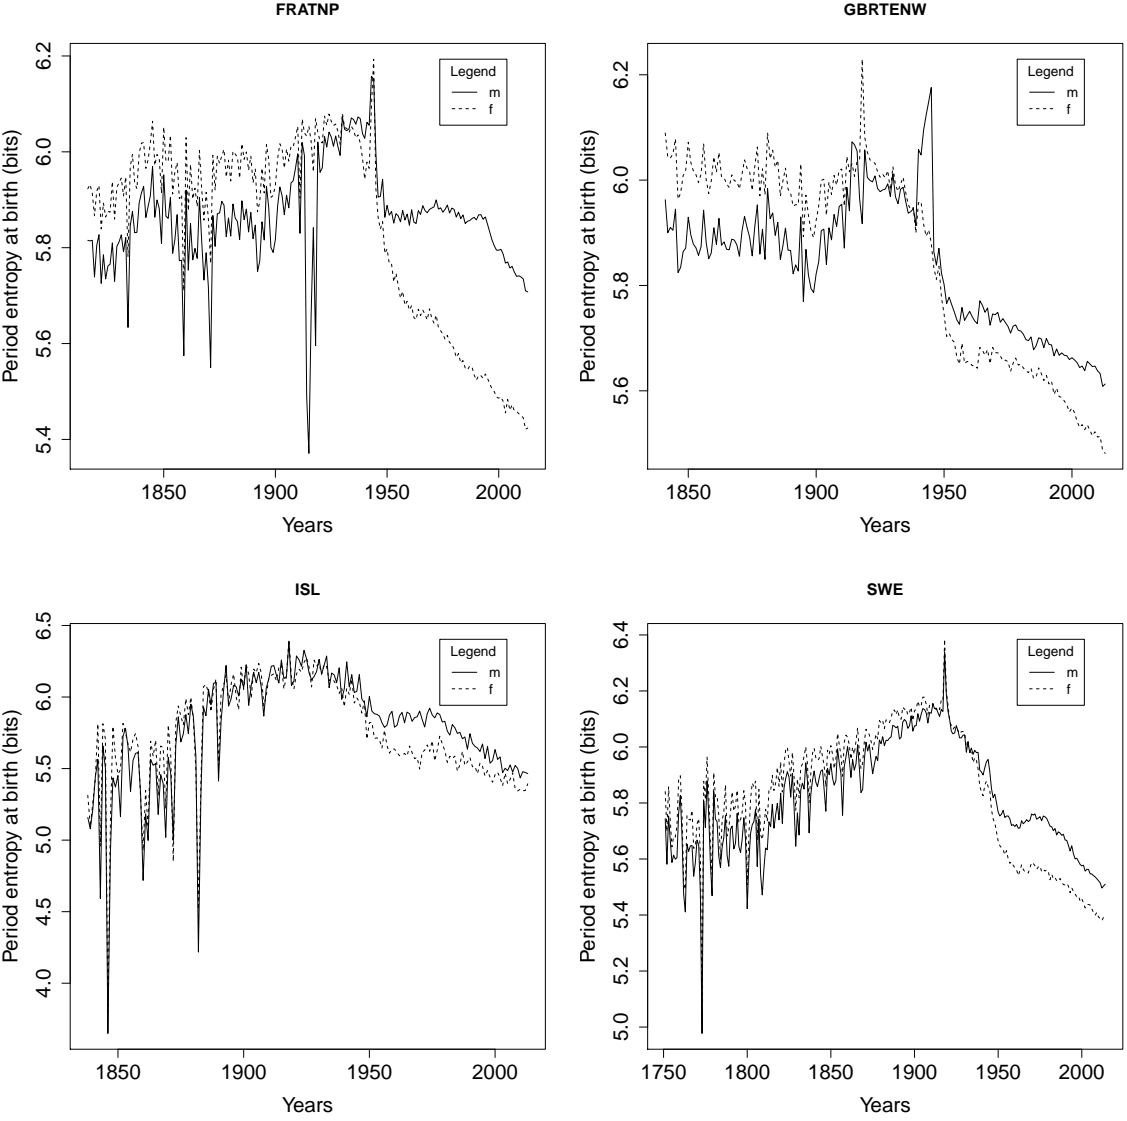 FRATNP
Period entropy at birth (bits)
6.2
6.0
5.8
5.6
5.4
1850 1900 1950 2000
Years
Legend
m
f
GBRTENW
Period entropy at birth (bits)
6.2
6.0
5.8
5.6
1850 1900 1950 2000
Years
Legend
m
f
ISL
Period entropy at birth (bits)
6.5
6.0
5.5
5.0
4.5
4.0
1850 1900 1950 2000
Years
Legend
m
f
SWE
Period entropy at birth (bits)
6.4
6.2
6.0
5.8
5.6
5.4
5.2
5.0
1750 1800 1850 1900 1950 2000
Years
Legend
m
f